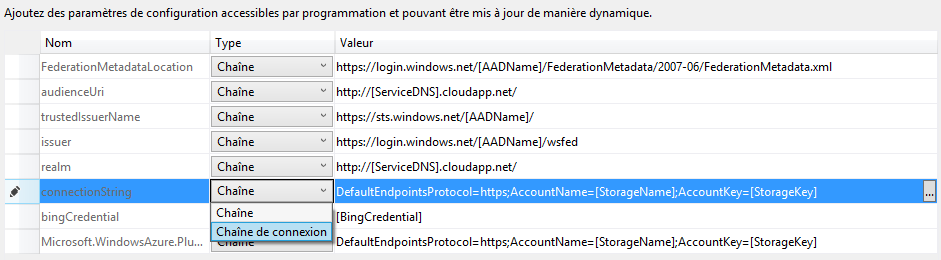 Ajoutez des paramètres de configuration accessibles par programmation et pouvant être mis à jour de manière dynamique.
Nom Type Valeur
FederationMetadataLocation Chaîne https://login.windows.net/[AADName]/FederationMetadata/2007-06/FederationMetadata.xml
audienceUri Chaîne http://[ServiceDNS].cloudapp.net/
trustedIssuerName Chaîne https://sts.windows.net/[AADName]/
issuer Chaîne https://login.windows.net/[AADName]/wsfed
realm Chaîne http://[ServiceDNS].cloudapp.net/
connectionString Chaîne DefaultEndpointsProtocol=https;AccountName=[StorageName];AccountKey=[StorageKey] ...
bingCredential Chaîne [BingCredential]
Chaîne de connexion
Microsoft.WindowsAzure.Plu... Chaîne DefaultEndpointsProtocol=https;AccountName=[StorageName];AccountKey=[StorageKey]